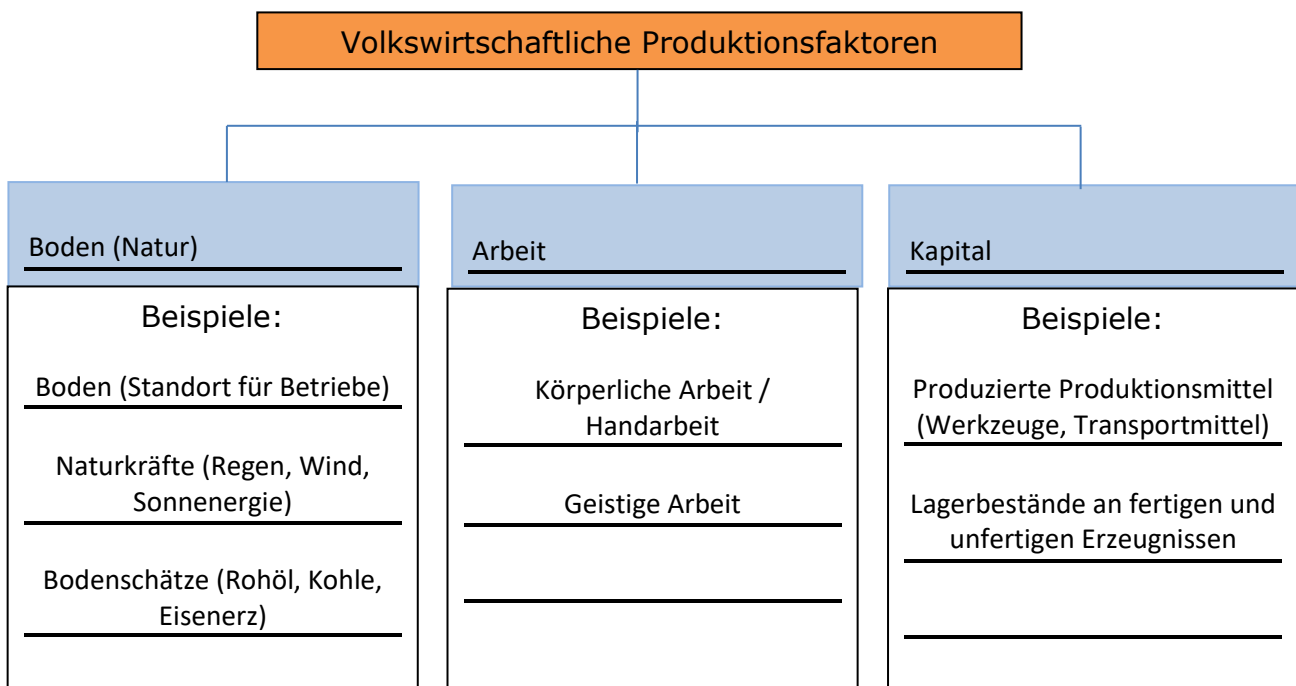 Volkswirtschaftliche Produktionsfaktoren
Boden (Natur)
Beispiele:
Boden (Standort für Betriebe)
Naturkräfte (Regen, Wind,
Sonnenergie)
Bodenschätze (Rohöl, Kohle,
Eisenerz)
Arbeit
Beispiele:
Körperliche Arbeit /
Handarbeit
Geistige Arbeit
Kapital
Beispiele:
Produzierte Produktionsmittel
(Werkzeuge, Transportmittel)
Lagerbestände an fertigen und
unfertigen Erzeugnissen